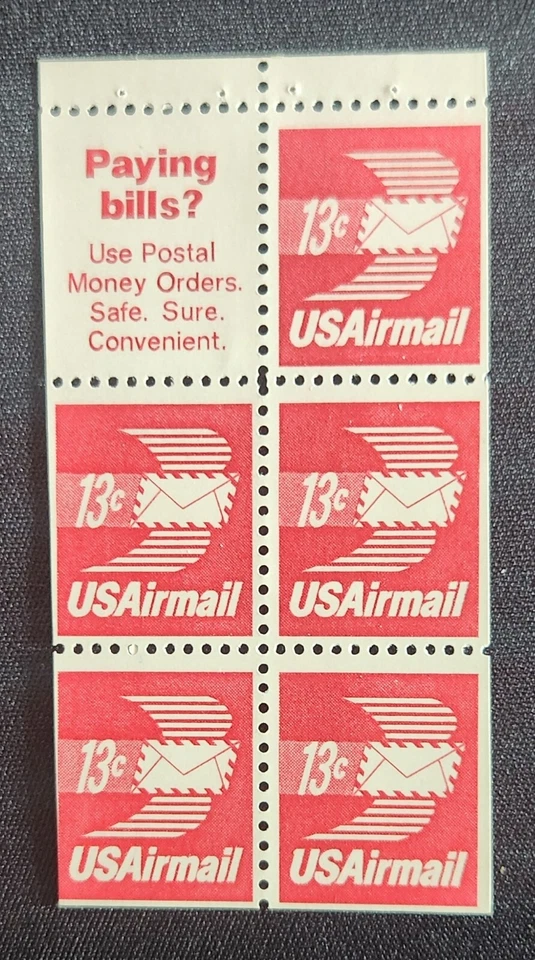 Paying
bills?
Use Postal
Money Orders.
Safe. Sure.
Convenient.
13c
USAirmail
13c
USAirmail
13c
USAirmail
13c
USAirmail
13c
USAirmail